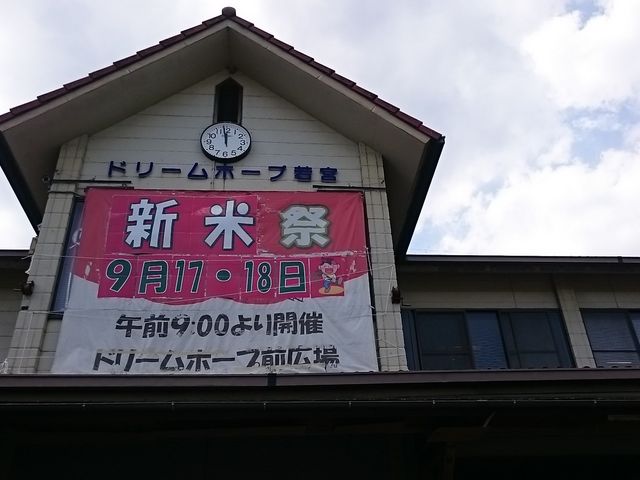 ドリームホープ若宮
新米祭
9月17・18日
午前9:00より開催
ドリームホープ前広場